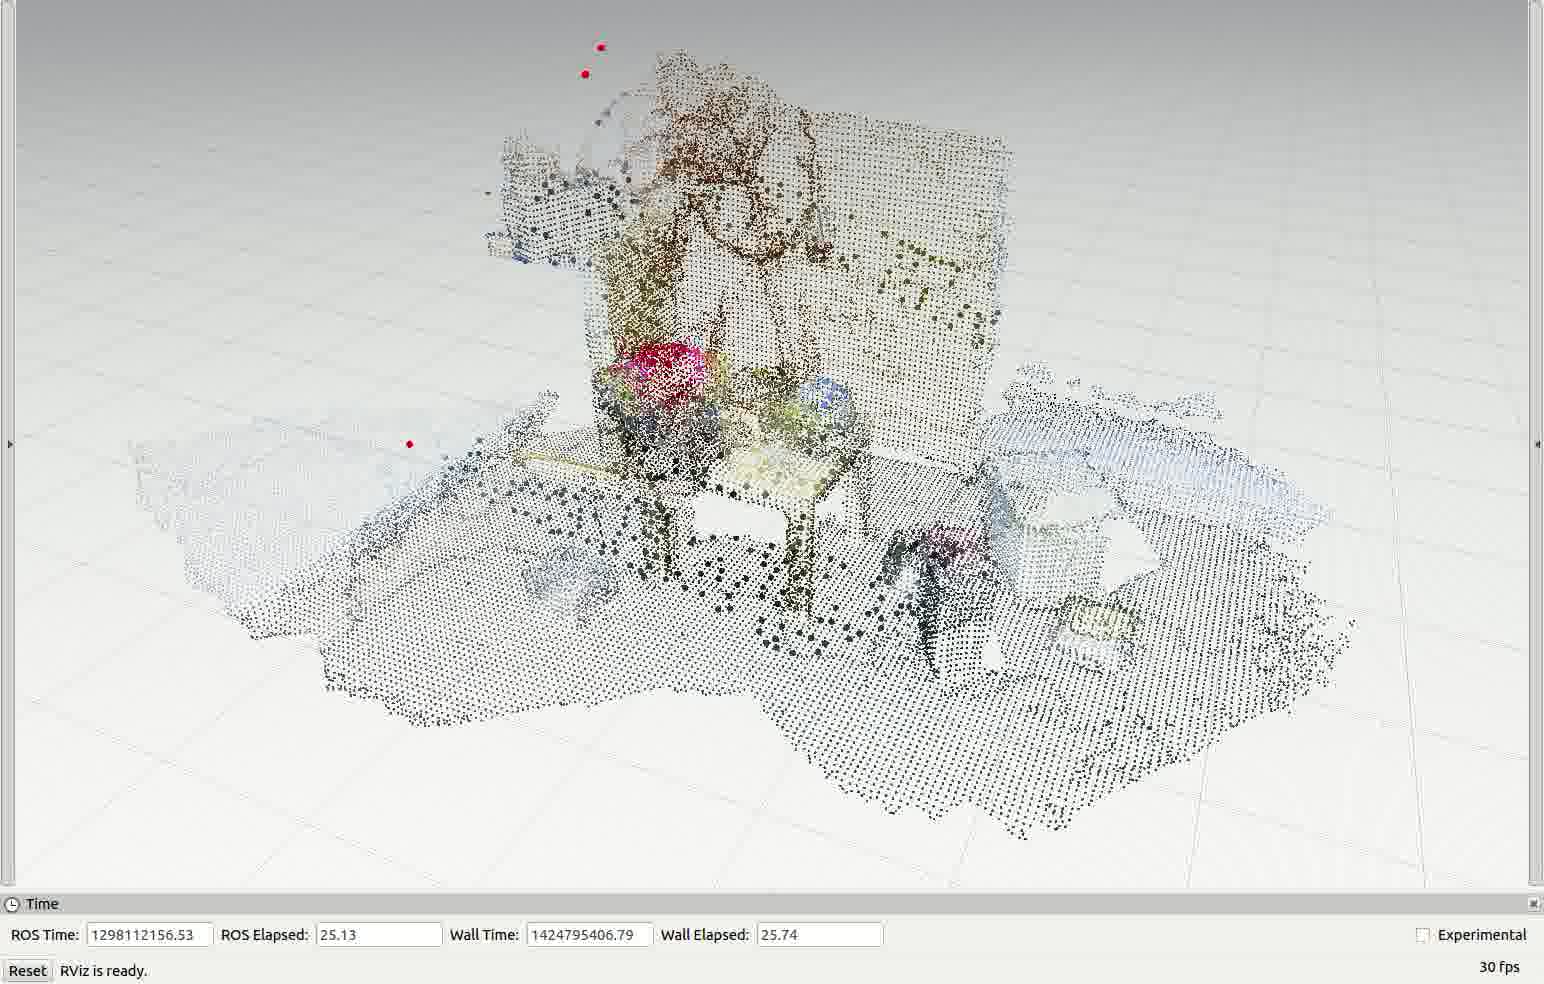 Time
ROS Time: 1298112156.53 ROS Elapsed: 25.13 Wall Time: 1424795406.79 Wall Elapsed: 25.74 Experimental
Reset RViz is ready. 30 fps